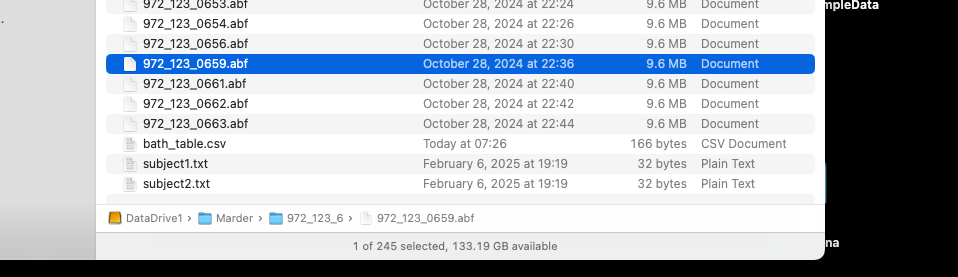 mpleData
972_123_0653.abf October 28, 2024 at 22:24 9.6 MB Document
972_123_0654.abf October 28, 2024 at 22:26 9.6 MB Document
972_123_0656.abf October 28, 2024 at 22:30 9.6 MB Document
972_123_0659.abf October 28, 2024 at 22:36 9.6 MB Document
972_123_0661.abf October 28, 2024 at 22:40 9.6 MB Document
972_123_0662.abf October 28, 2024 at 22:42 9.6 MB Document
972_123_0663.abf October 28, 2024 at 22:44 9.6 MB Document
bath_table.csv Today at 07:26 166 bytes CSV Document
subject1.txt February 6, 2025 at 19:19 32 bytes Plain Text
subject2.txt February 6, 2025 at 19:19 32 bytes Plain Text
DataDrive1 › Marder › 972_123_6 › 972_123_0659.abf
na
1 of 245 selected, 133.19 GB available